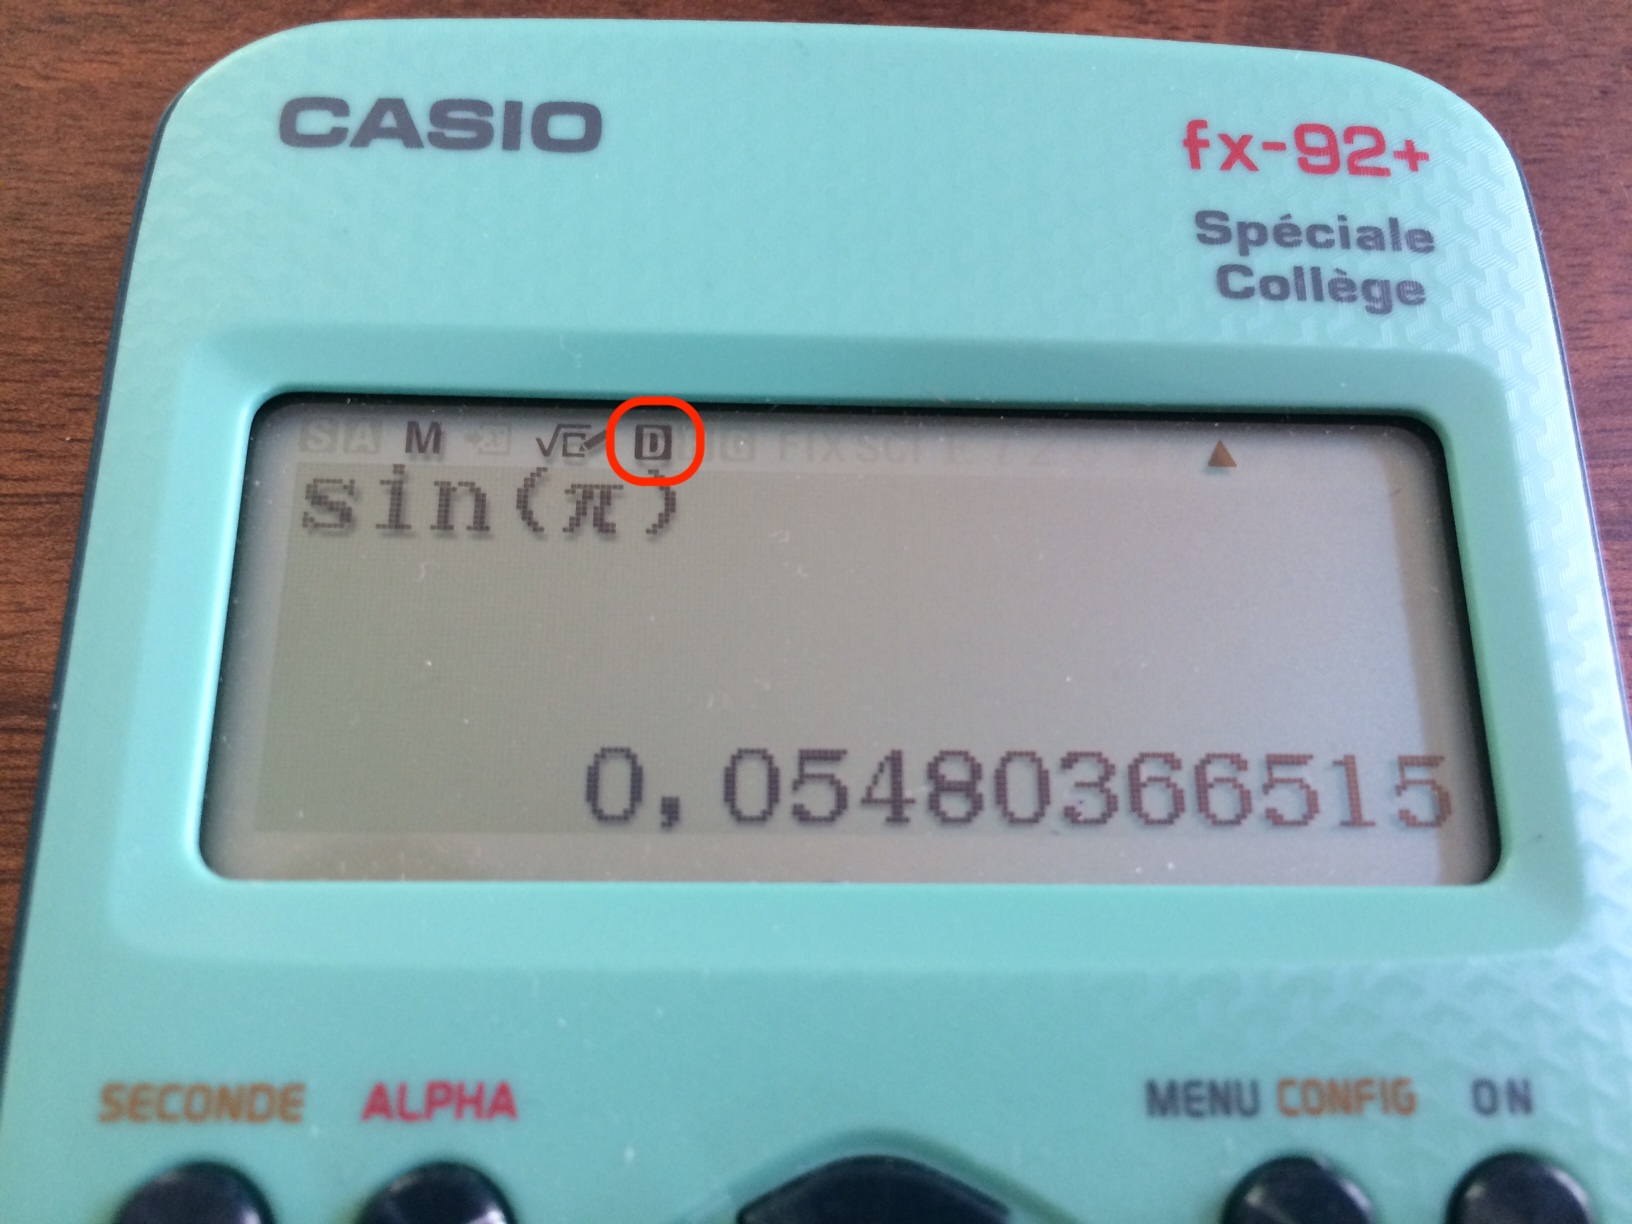 CASIO
fx-92+
Spéciale
Collège
M √ D
sin(π)
0,05480366515
SECONDE ALPHA MENU CONFIG ON